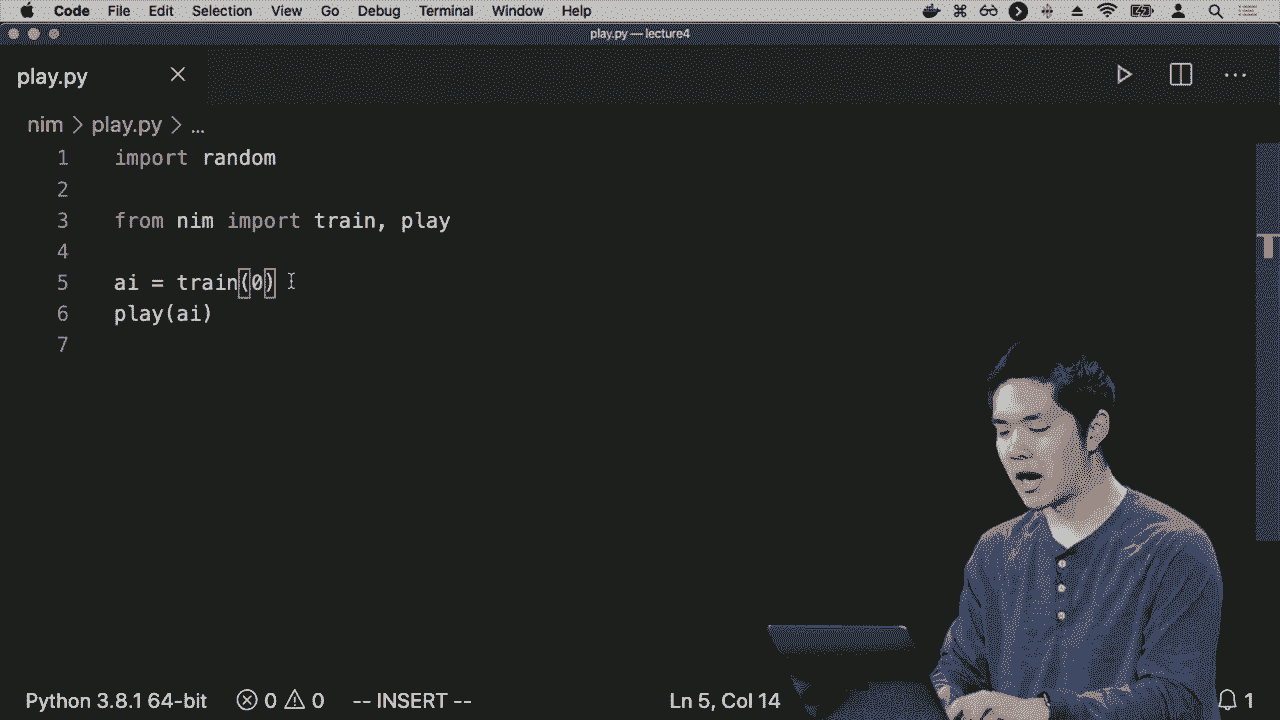 Code File Edit Selection View Go Debug Terminal Window Help
play.py — lecture4
play.py
nim > play.py > ...
1 import random
2
3 from nim import train, play
4
5 ai = train(0)
6 play(ai)
7
Python 3.8.1 64-bit 0 0 -- INSERT -- Ln 5, Col 14 1